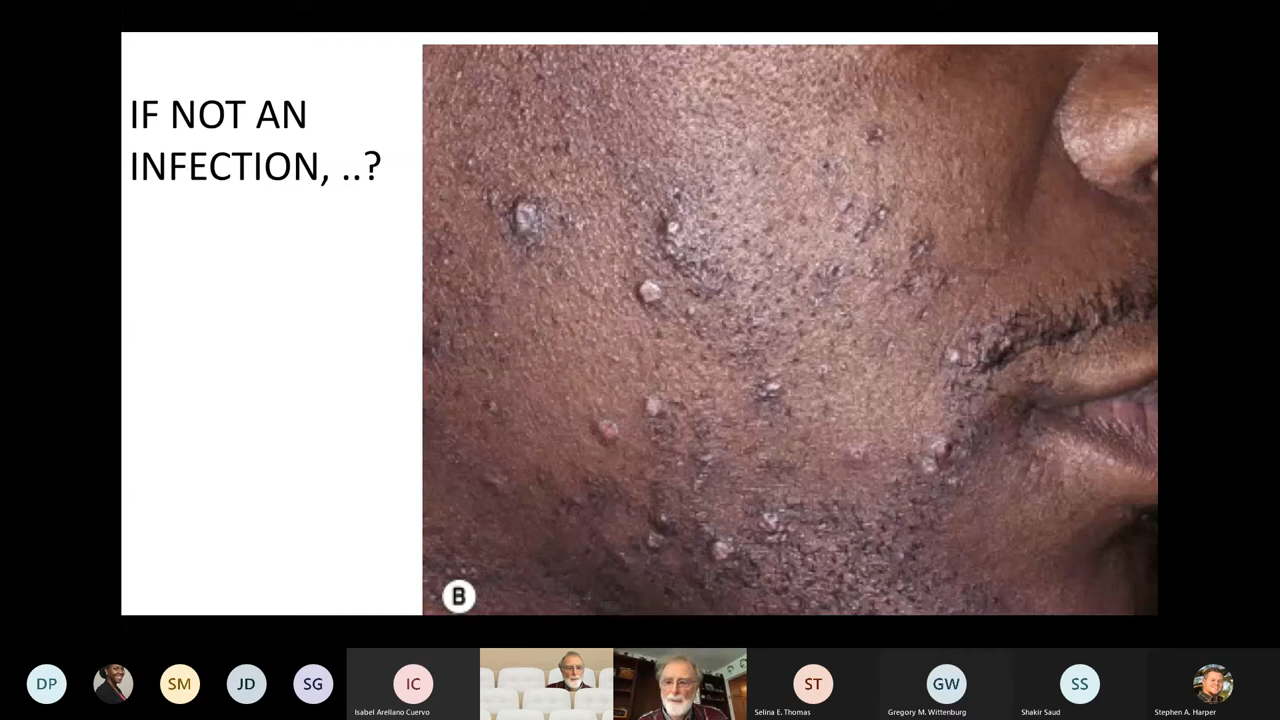 IF NOT AN
INFECTION, ..?
B
DP
SM
JD
SG
IC
ST
GW
SS
Isabel Arellano Cuervo
Selina E. Thomas
Gregory M. Wittenburg
Shakir Saud
Stephen A. Harper